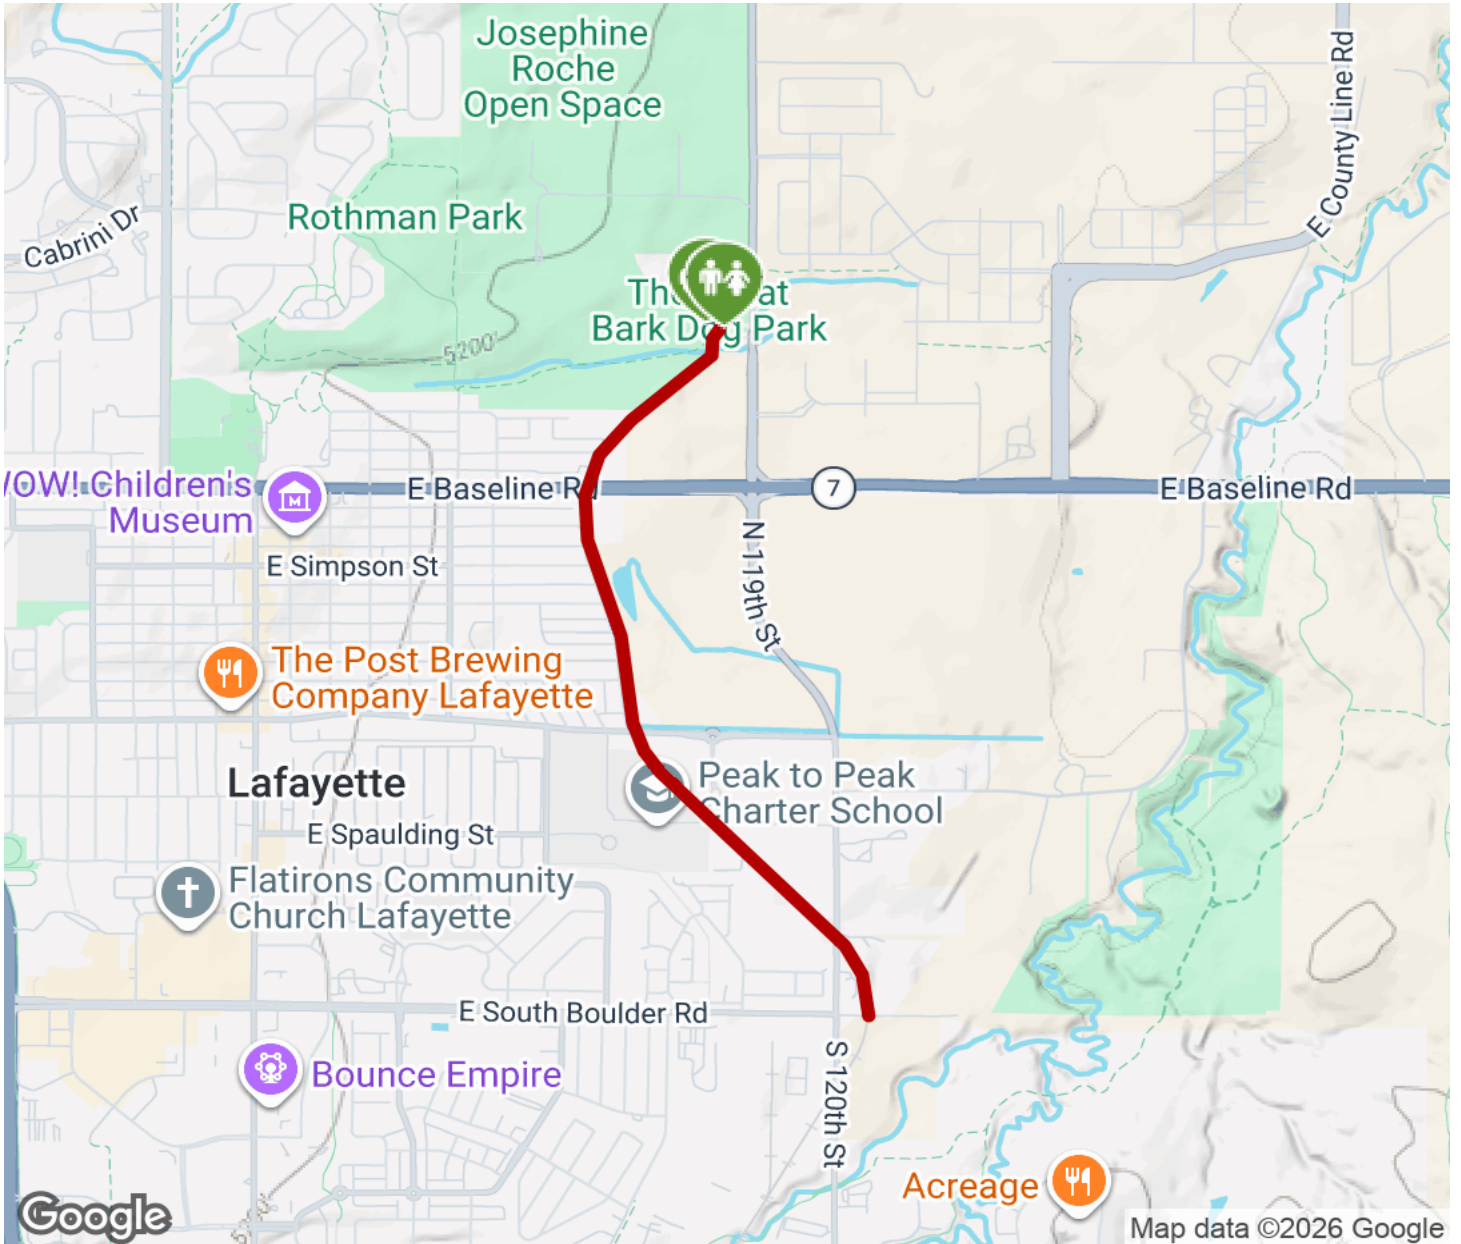 Josephine
Roche
Open Space
E County Line Rd
Rothman Park
Cabrini Dr
Bark Dog Park
5200'
WOW! Children's
Museum
E Baseline Rd
7
E Baseline Rd
E Simpson St
N 119th St
The Post Brewing
Company Lafayette
Lafayette
Peak to Peak
Charter School
E Spaulding St
Flatirons Community
Church Lafayette
E South Boulder Rd
Bounce Empire
S 120th St
Acreage
Google
Map data ©2026 Google